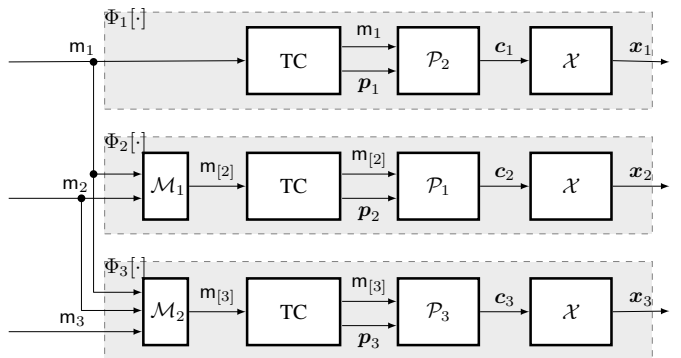 Φ₁[·]
m₁ TC m₁ 𝒑₁ 𝒫₂ 𝒄₁ 𝒳 𝒙₁
Φ₂[·]
m₂ ℳ₁ m[₂] TC m[₂] 𝒑₂ 𝒫₁ 𝒄₂ 𝒳 𝒙₂
Φ₃[·]
m₃ ℳ₂ m[₃] TC m[₃] 𝒑₃ 𝒫₃ 𝒄₃ 𝒳 𝒙₃